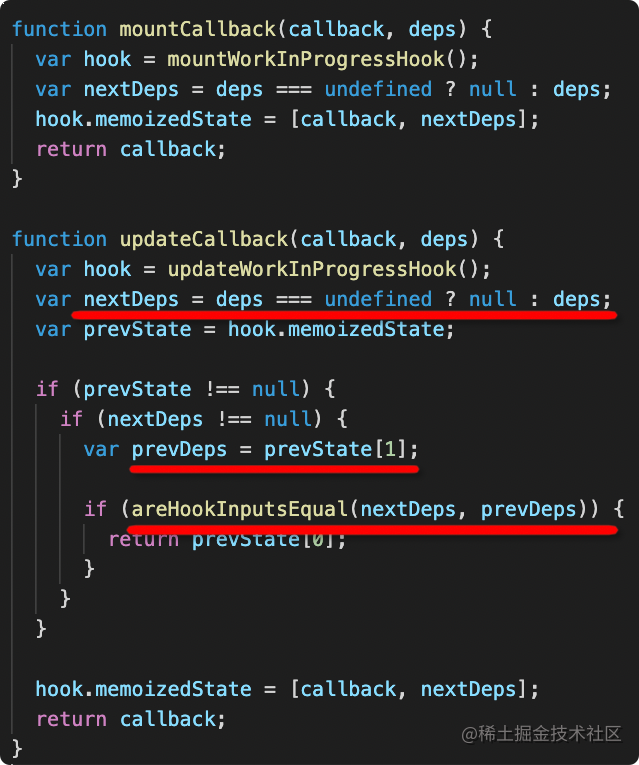 function mountCallback(callback, deps) {
  var hook = mountWorkInProgressHook();
  var nextDeps = deps === undefined ? null : deps;
  hook.memoizedState = [callback, nextDeps];
  return callback;
}

function updateCallback(callback, deps) {
  var hook = updateWorkInProgressHook();
  var nextDeps = deps === undefined ? null : deps;
  var prevState = hook.memoizedState;

  if (prevState !== null) {
    if (nextDeps !== null) {
      var prevDeps = prevState[1];

      if (areHookInputsEqual(nextDeps, prevDeps)) {
        return prevState[0];
      }
    }
  }

  hook.memoizedState = [callback, nextDeps];
  return callback;
}
@稀土掘金技术社区